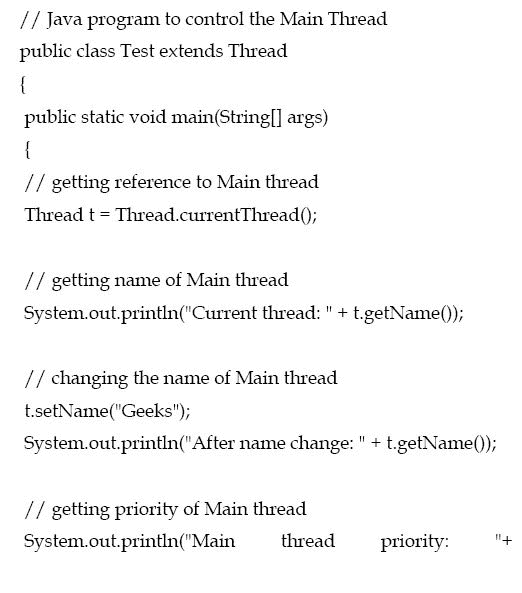 // Java program to control the Main Thread
public class Test extends Thread
{
public static void main(String[] args)
{
// getting reference to Main thread
Thread t = Thread.currentThread();
// getting name of Main thread
System.out.println("Current thread: " + t.getName());
// changing the name of Main thread
t.setName("Geeks");
System.out.println("After name change: " + t.getName());
// getting priority of Main thread
System.out.println("Main thread priority: "+